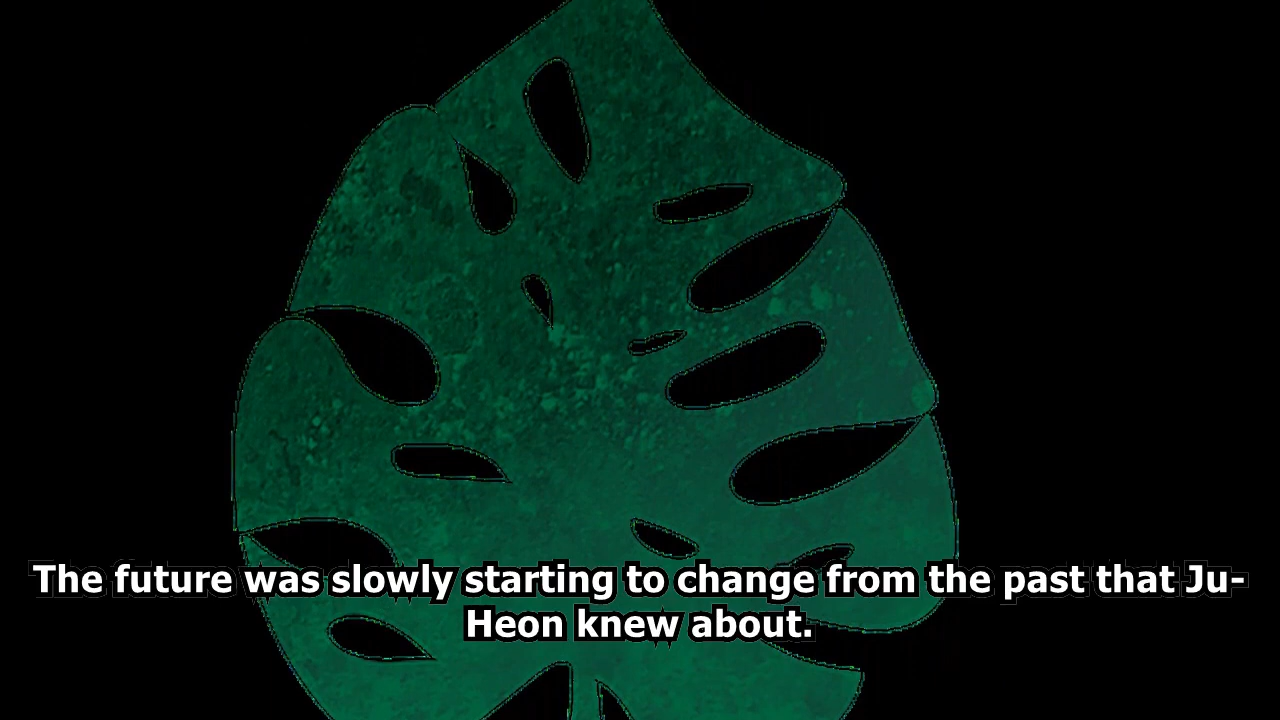 The future was slowly starting to change from the past that Ju-
Heon knew about.